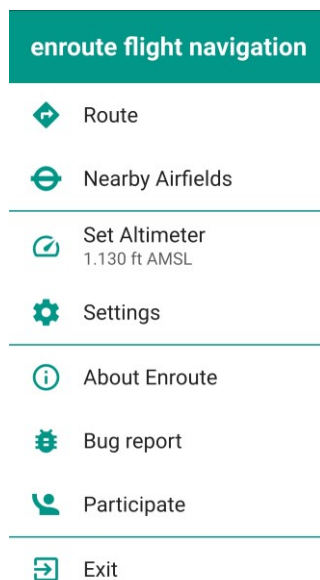 enroute flight navigation
Route
Nearby Airfields
Set Altimeter
1.130 ft AMSL
Settings
About Enroute
Bug report
Participate
Exit